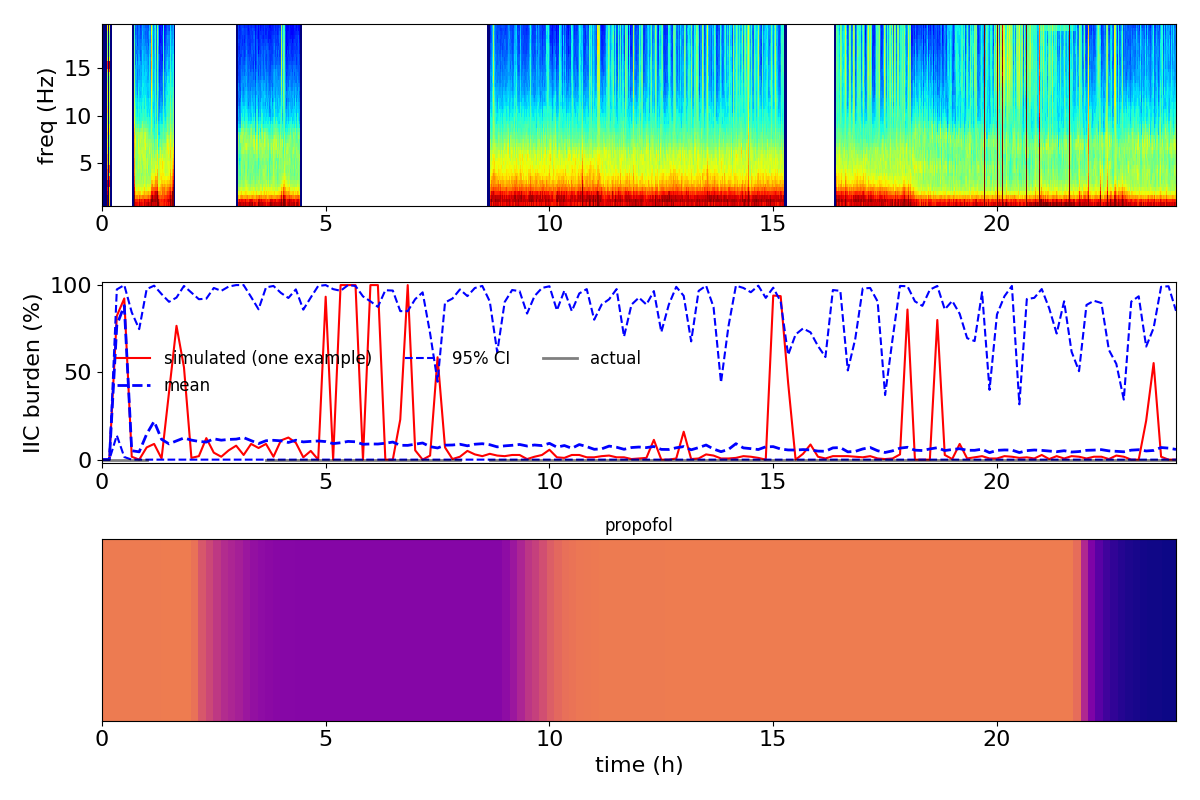 freq (Hz)
15
10
5
0 5 10 15 20
IIC burden (%)
100
50
0
simulated (one example) 95% CI actual
mean
0 5 10 15 20
propofol
0 5 10 15 20
time (h)